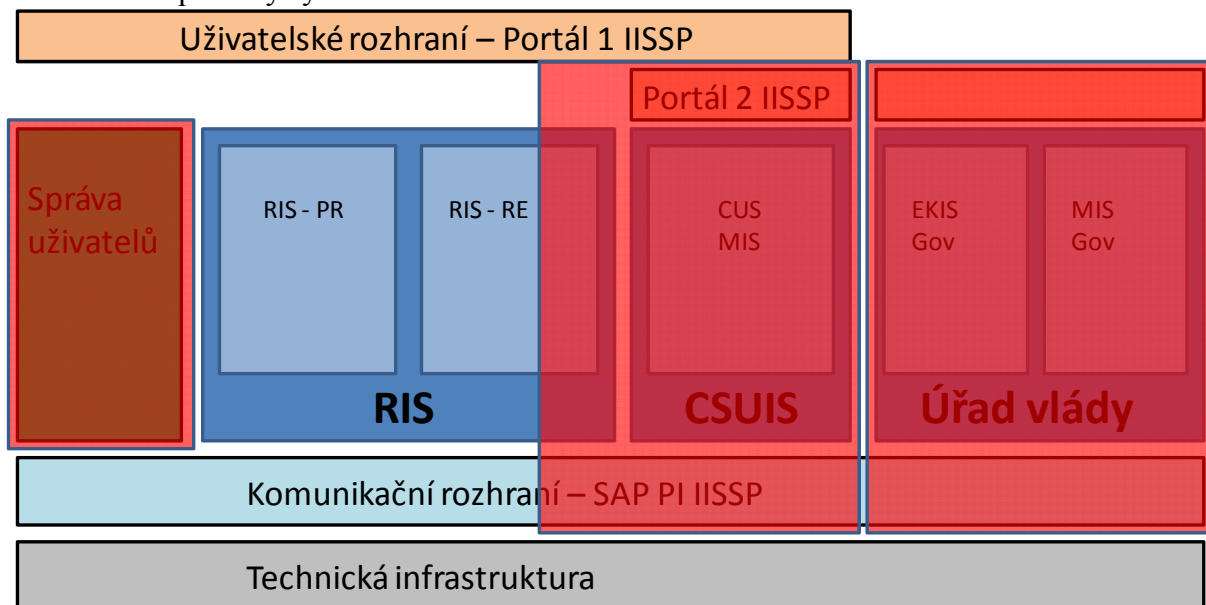 Uživatelské rozhraní – Portál 1 IISSP
Portál 2 IISSP
Správa
uživatelů
RIS - PR
RIS - RE
CUS
MIS
EKIS
Gov
MIS
Gov
RIS
CSUIS
Úřad vlády
Komunikační rozhraní – SAP PI IISSP
Technická infrastruktura